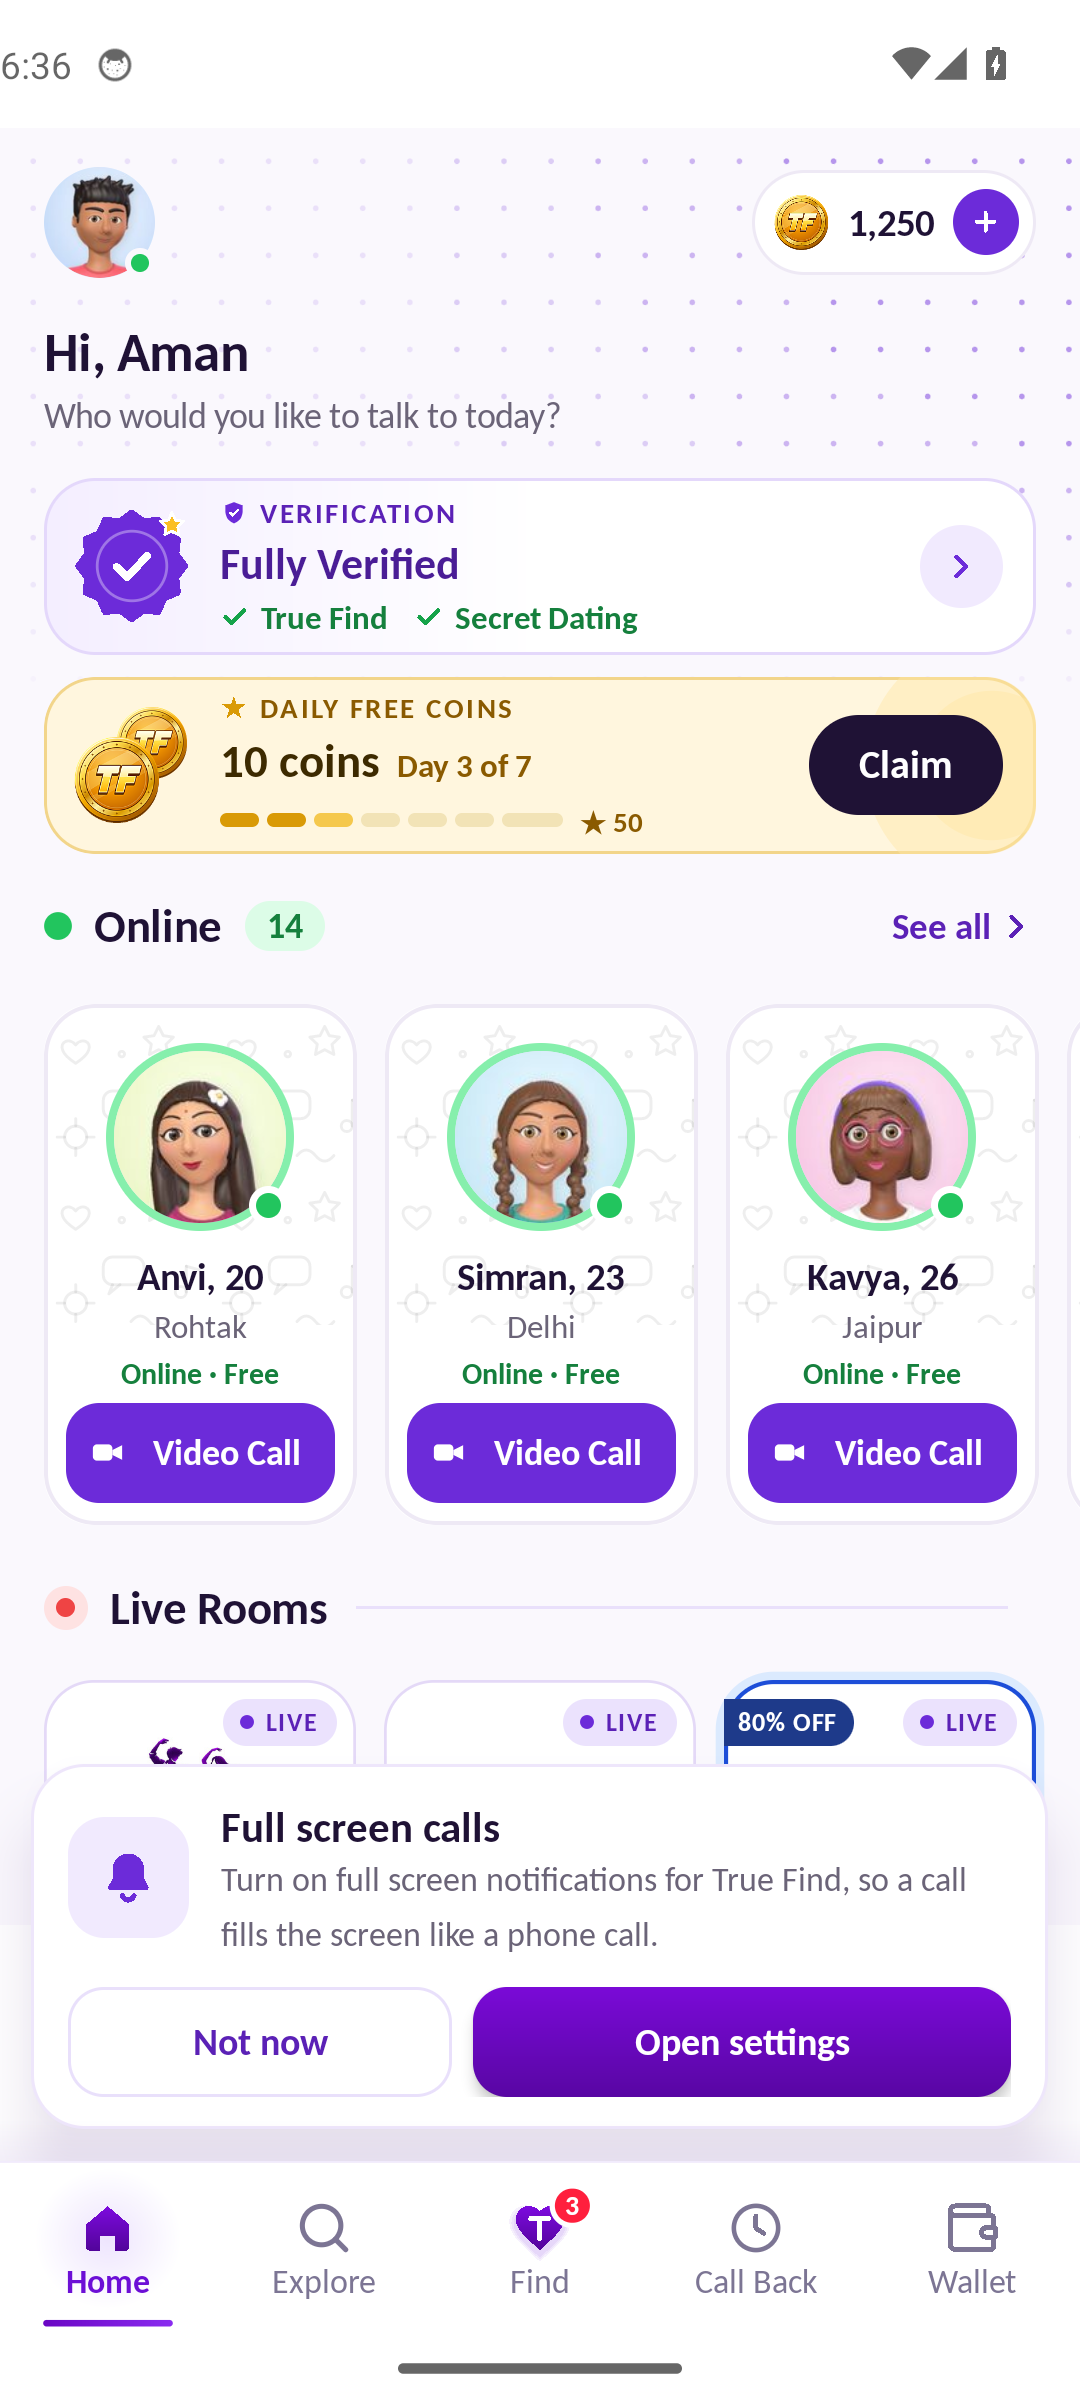 6:36
TF 1,250 +
Hi, Aman
Who would you like to talk to today?
VERIFICATION
Fully Verified
True Find Secret Dating
DAILY FREE COINS
TF TF
10 coins Day 3 of 7
★ 50
Claim
Online 14 See all
Anvi, 20
Rohtak
Online · Free
Video Call
Simran, 23
Delhi
Online · Free
Video Call
Kavya, 26
Jaipur
Online · Free
Video Call
Live Rooms
LIVE
LIVE
80% OFF LIVE
Full screen calls
Turn on full screen notifications for True Find, so a call
fills the screen like a phone call.
Not now Open settings
T 3
Home Explore Find Call Back Wallet